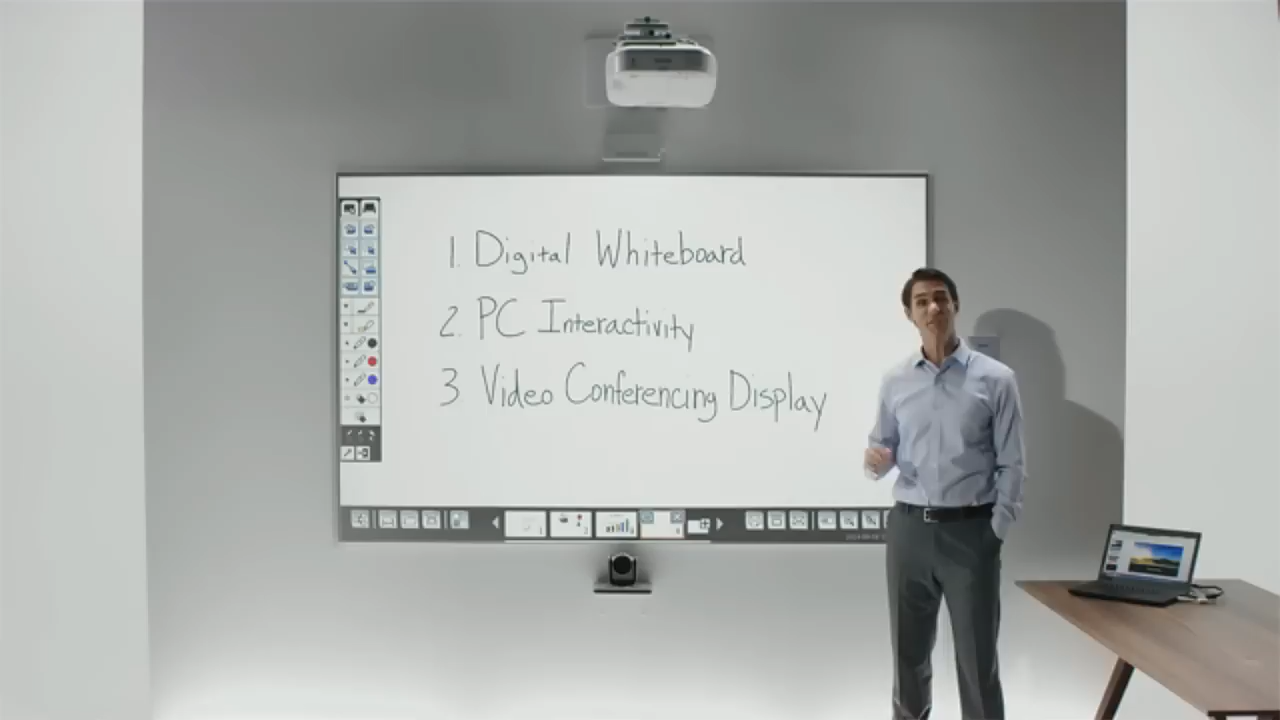 1. Digital Whiteboard
2. PC Interactivity
3 Video Conferencing Display